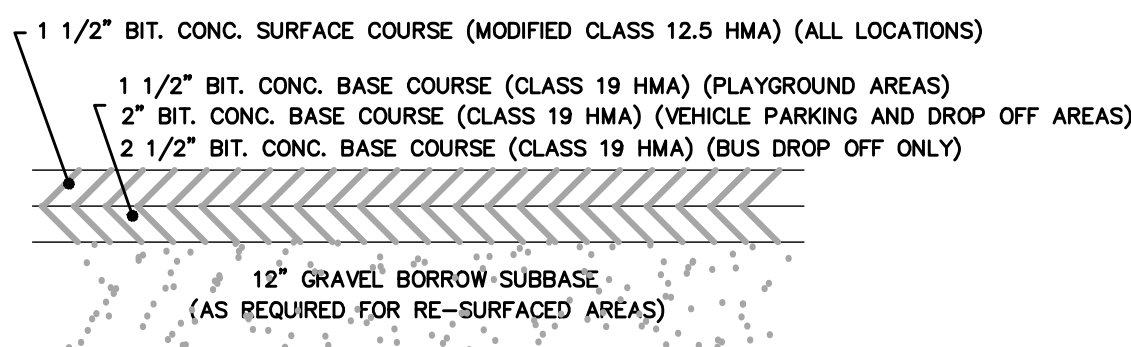 1 1/2" BIT. CONC. SURFACE COURSE (MODIFIED CLASS 12.5 HMA) (ALL LOCATIONS)
1 1/2" BIT. CONC. BASE COURSE (CLASS 19 HMA) (PLAYGROUND AREAS)
2" BIT. CONC. BASE COURSE (CLASS 19 HMA) (VEHICLE PARKING AND DROP OFF AREAS)
2 1/2" BIT. CONC. BASE COURSE (CLASS 19 HMA) (BUS DROP OFF ONLY)
12" GRAVEL BORROW SUBBASE
(AS REQUIRED FOR RE-SURFACED AREAS)